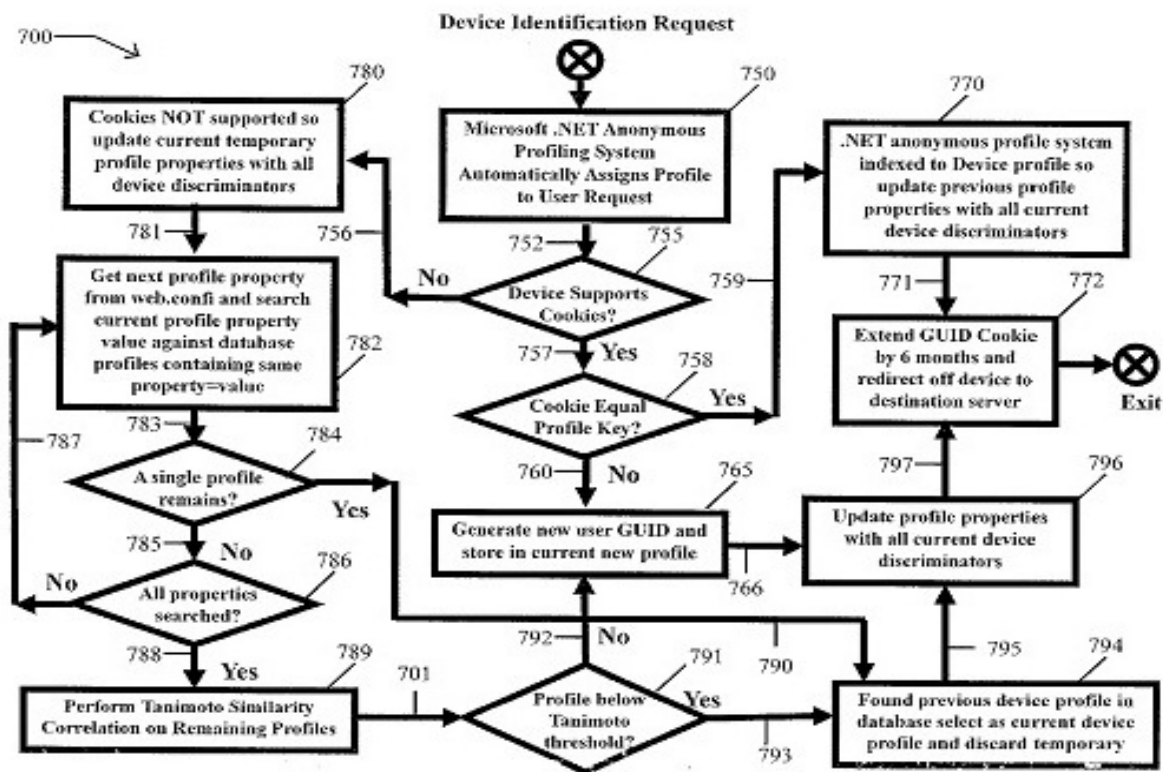 Device Identification Request
700
780
Cookies NOT supported so
update current temporary
profile properties with all
device discriminators
750
Microsoft .NET Anonymous
Profiling System
Automatically Assigns Profile
to User Request
770
.NET anonymous profile system
indexed to Device profile so
update previous profile
properties with all current
device discriminators
781
756
752
755
759
771
772
No
Device Supports
Cookies?
Get next profile property
from web.confi and search
current profile property
value against database
profiles containing same
property=value
782
757
Yes
758
Extend GUID Cookie
by 6 months and
redirect off device to
destination server
Exit
Cookie Equal
Profile Key?
Yes
783
787
784
760
No
765
797
796
A single profile
remains?
Yes
Generate new user GUID and
store in current new profile
766
Update profile properties
with all current device
discriminators
785
No
786
No
All properties
searched?
788
Yes
789
792
No
791
790
795
794
701
Perform Tanimoto Similarity
Correlation on Remaining Profiles
Profile below
Tanimoto
threshold?
Yes
793
Found previous device profile in
database select as current device
profile and discard temporary